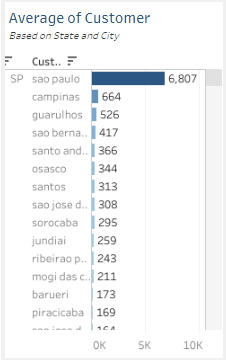 Average of Customer
Based on State and City
Cust..
SP sao paulo 6,807
campinas 664
guarulhos 526
sao berna.. 417
santo and.. 366
osasco 344
santos 313
sao jose d.. 308
sorocaba 295
jundiai 259
ribeirao p.. 243
mogi das c.. 211
barueri 173
piracicaba 169
sao jose d.. 164
0K 5K 10K